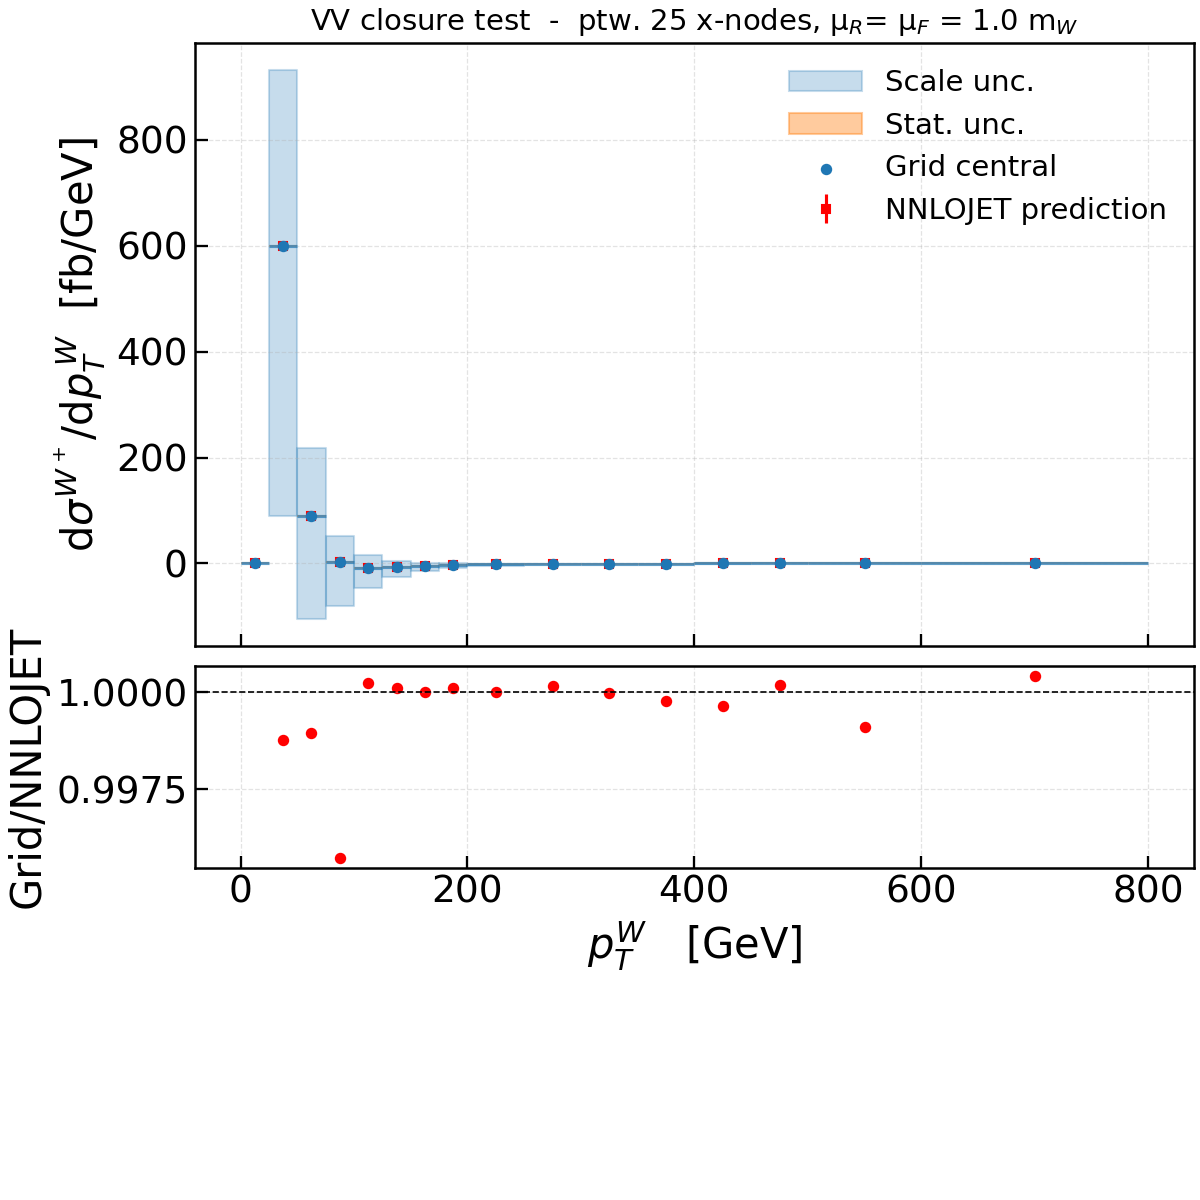 VV closure test - ptw. 25 x-nodes, μR= μF = 1.0 mW
Scale unc.
Stat. unc.
Grid central
NNLOJET prediction
dσW+/dpTW [fb/GeV]
800
600
400
200
0
Grid/NNLOJET
1.0000
0.9975
0 200 400 600 800
pTW [GeV]